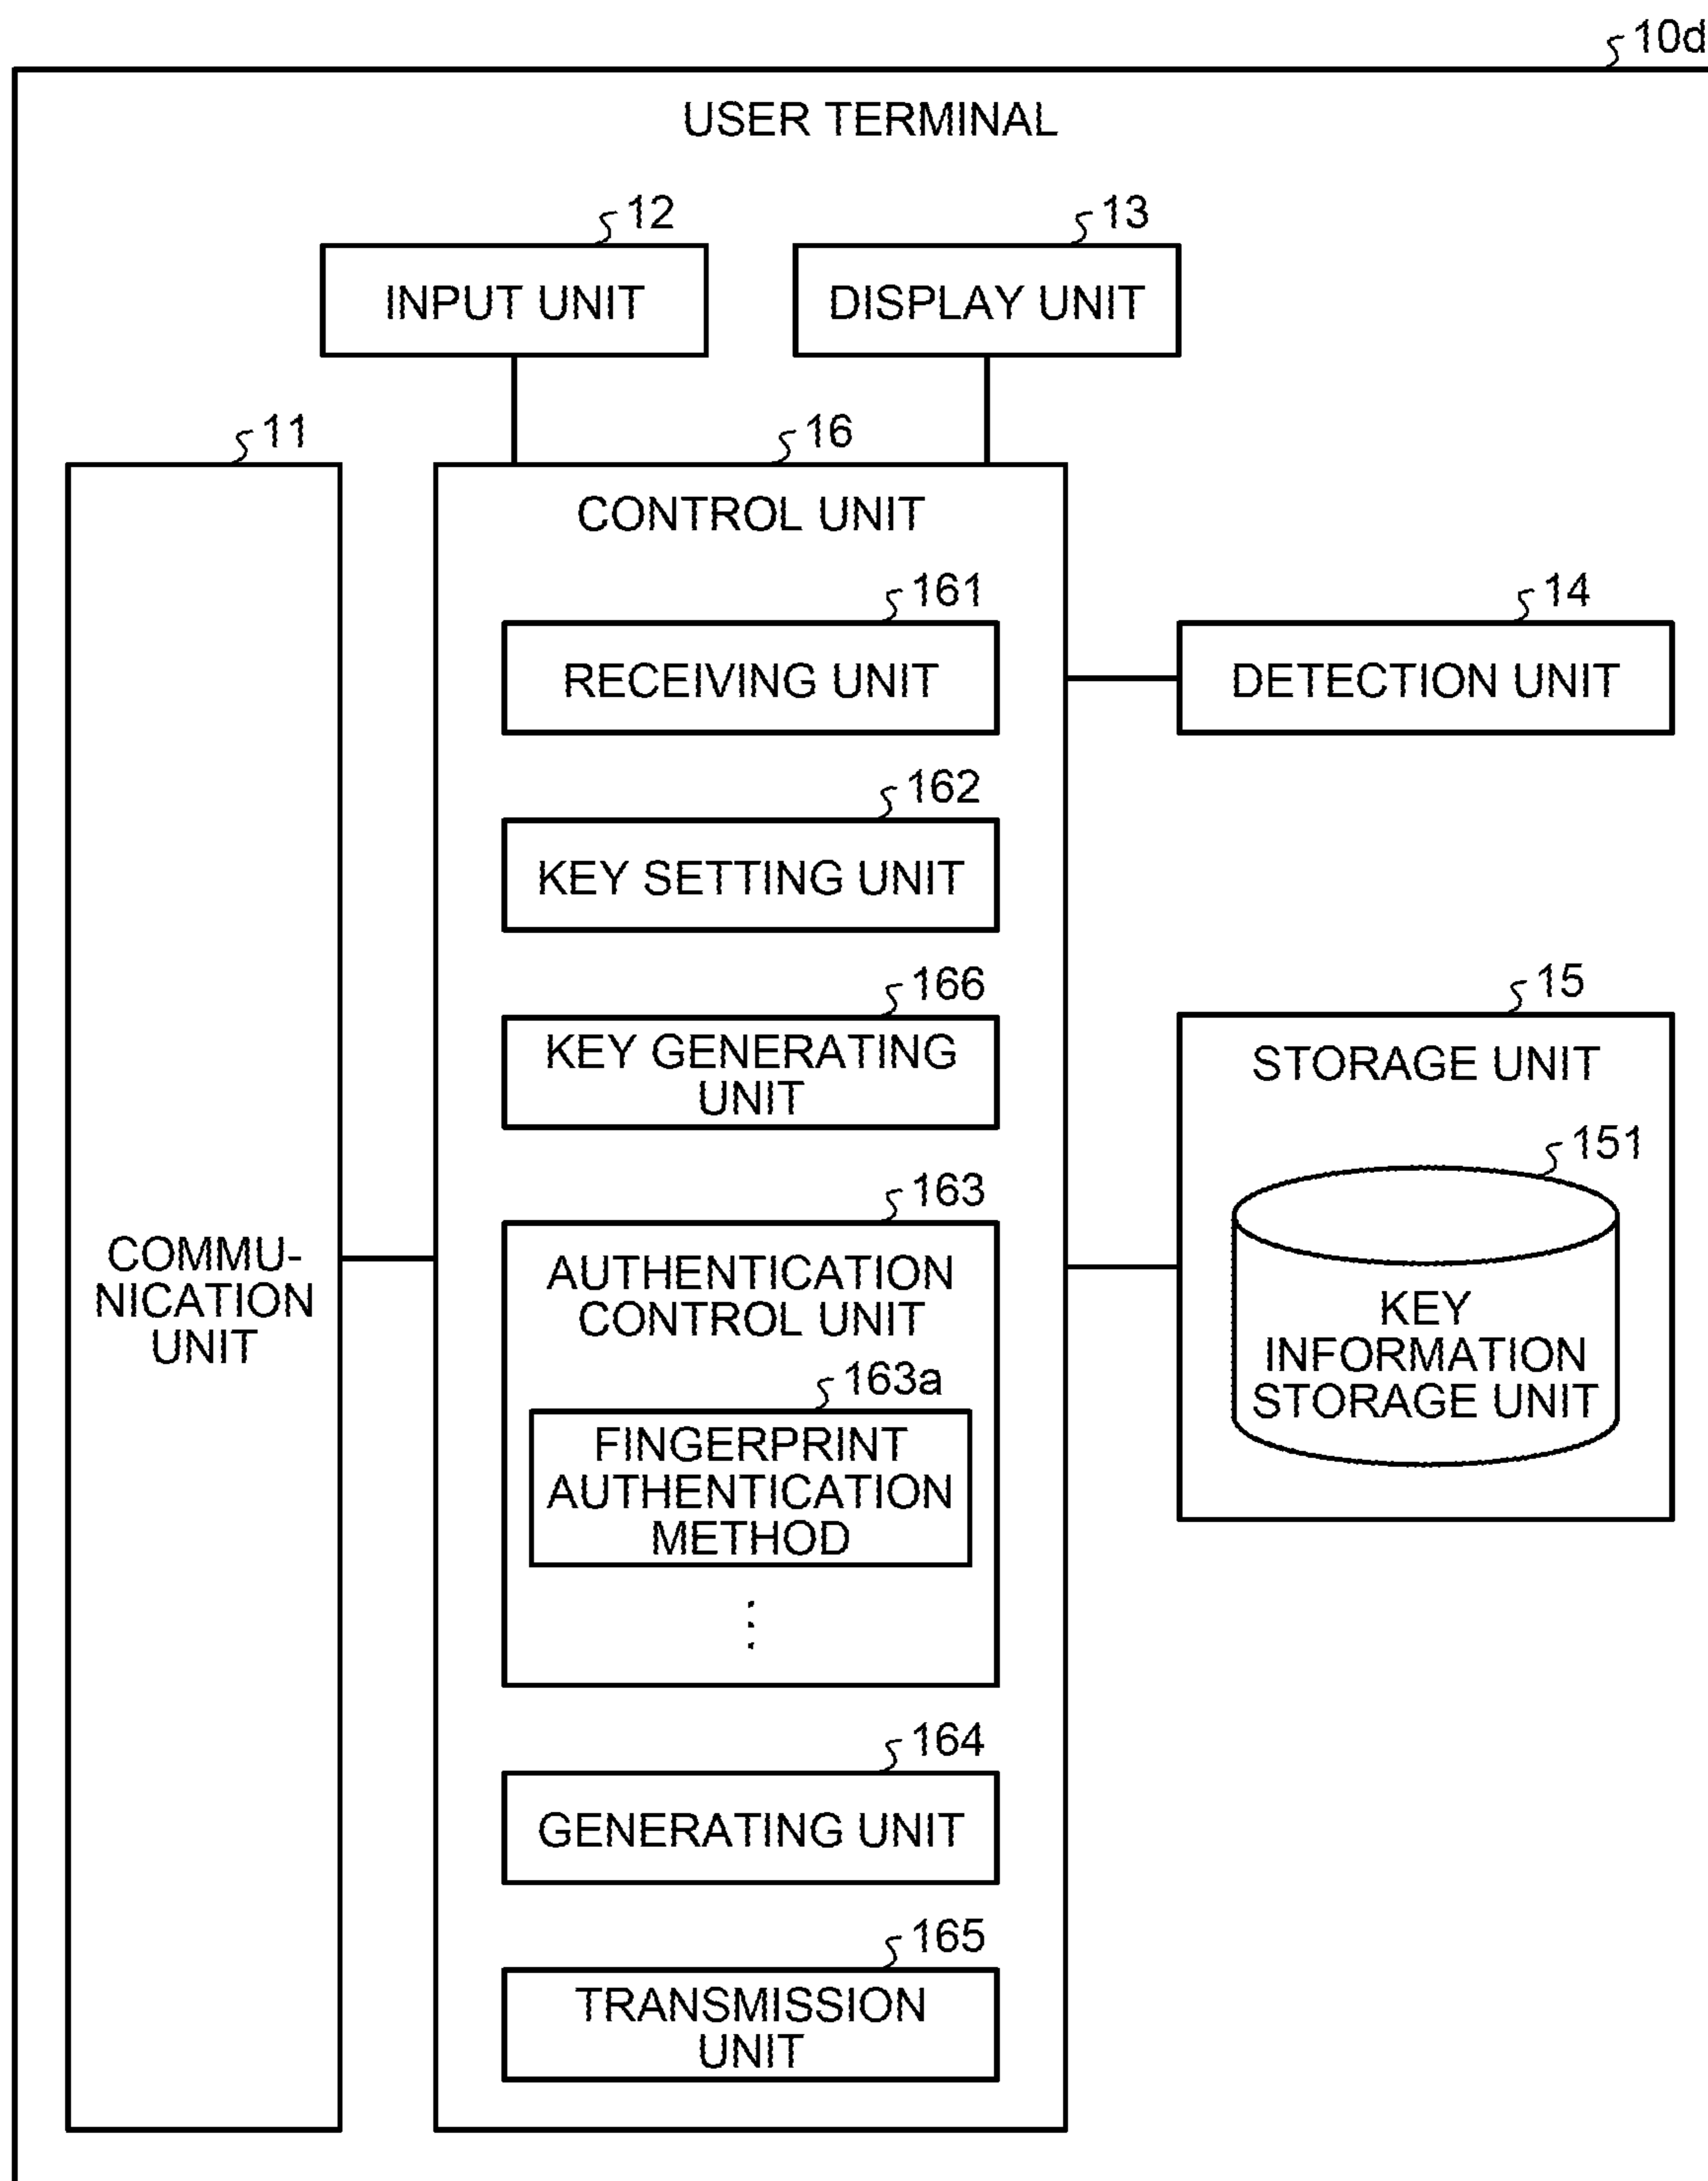 10d
USER TERMINAL
12
13
INPUT UNIT
DISPLAY UNIT
11
16
COMMU-
NICATION
UNIT
CONTROL UNIT
161
RECEIVING UNIT
14
DETECTION UNIT
162
KEY SETTING UNIT
166
KEY GENERATING
UNIT
15
STORAGE UNIT
151
KEY
INFORMATION
STORAGE UNIT
163
AUTHENTICATION
CONTROL UNIT
163a
FINGERPRINT
AUTHENTICATION
METHOD
⋮
164
GENERATING UNIT
165
TRANSMISSION
UNIT